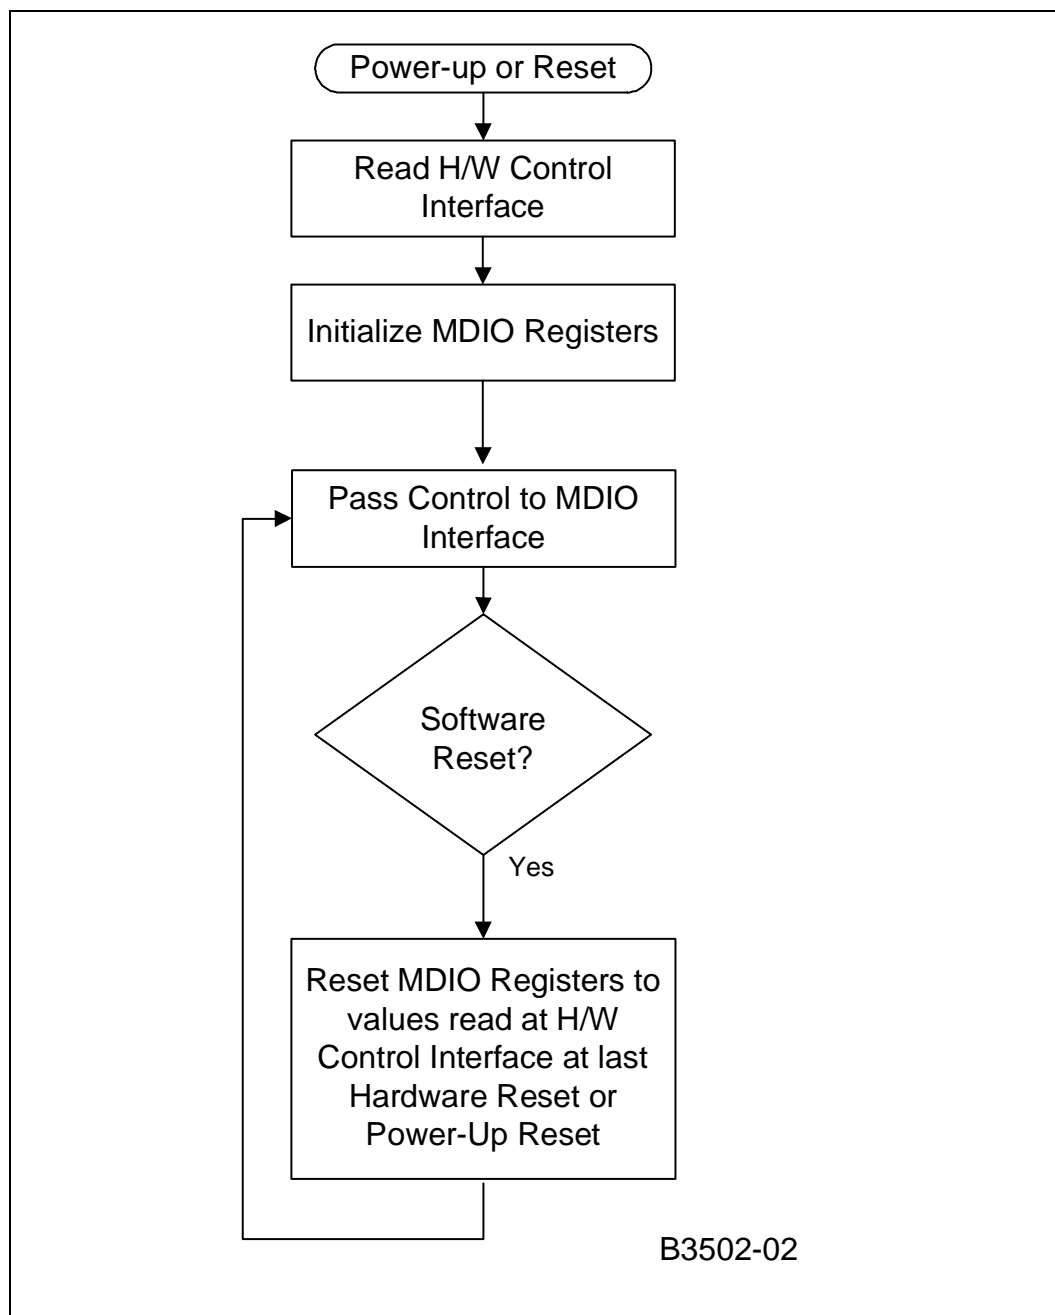 Power-up or Reset
Read H/W Control
Interface
Initialize MDIO Registers
Pass Control to MDIO
Interface
Software
Reset?
Yes
Reset MDIO Registers to
values read at H/W
Control Interface at last
Hardware Reset or
Power-Up Reset
B3502-02